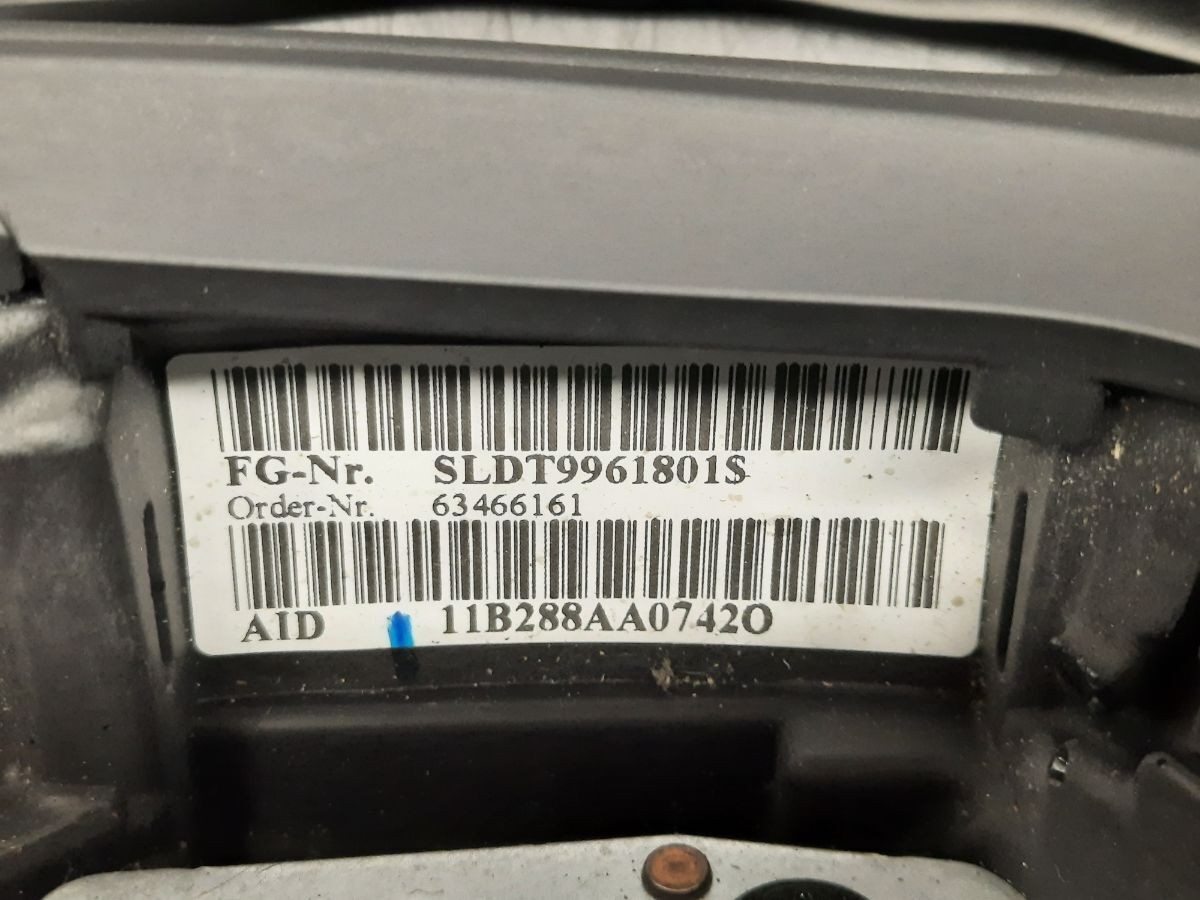 FG-Nr. SLDT9961801S
Order-Nr. 63466161
AID 11B288AA0742O